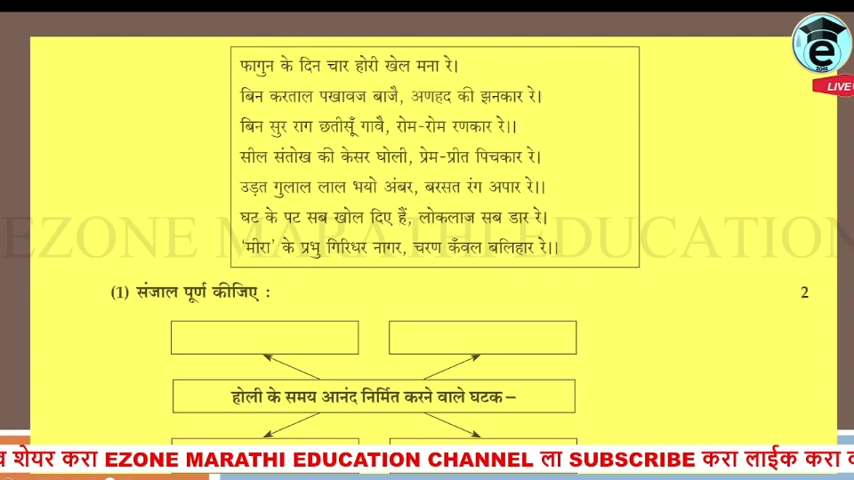 फागुन के दिन चार होरी खेल मना रे।
बिन करताल पखावज बाजै, अणहद की झनकार रे।
बिन सुर राग छतीसूँ गावै, रोम-रोम रणकार रे।।
सील संतोख की केसर घोली, प्रेम-प्रीत पिचकार रे।
उड़त गुलाल लाल भयो अंबर, बरसत रंग अपार रे।।
घट के पट सब खोल दिए हैं, लोकलाज सब डार रे।
‘मीरा’ के प्रभु गिरिधर नागर, चरण कँवल बलिहार रे।।
EZONE MARATHI EDUCATION
e
LIVE
(1) संजाल पूर्ण कीजिए : 2
होली के समय आनंद निर्मित करने वाले घटक –
शेयर करा EZONE MARATHI EDUCATION CHANNEL ला SUBSCRIBE करा लाईक करा